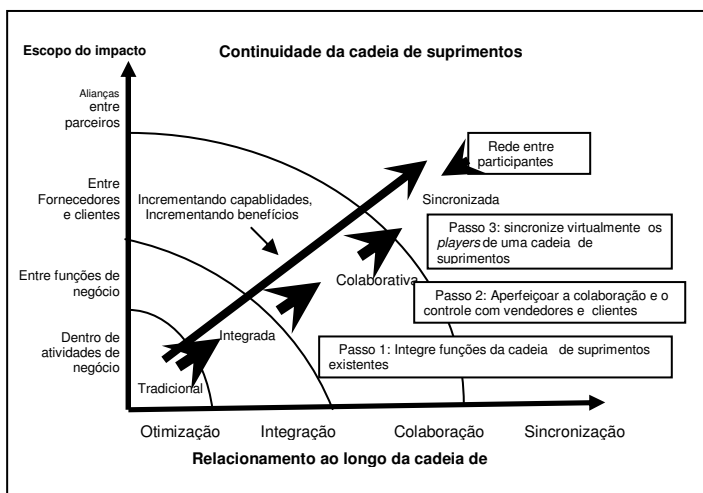 Escopo do impacto
Continuidade da cadeia de suprimentos
Alianças
entre
parceiros
Rede entre
participantes
Entre
Fornecedores
e clientes
Incrementando capablidades,
Incrementando benefícios
Sincronizada
Passo 3: sincronize virtualmente os
players de uma cadeia de
suprimentos
Entre funções de
negócio
Colaborativa
Passo 2: Aperfeiçoar a colaboração e o
controle com vendedores e clientes
Dentro de
atividades de
negócio
Integrada
Passo 1: Integre funções da cadeia de suprimentos
existentes
Tradicional
Otimização
Integração
Colaboração
Sincronização
Relacionamento ao longo da cadeia de